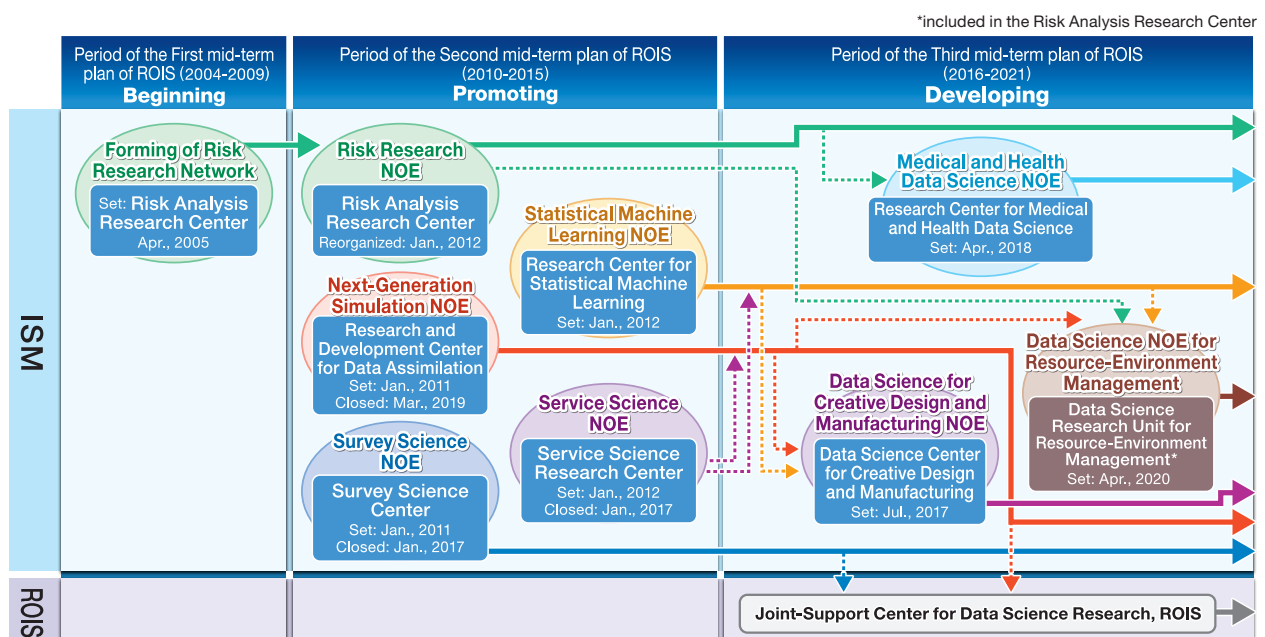 *included in the Risk Analysis Research Center
Period of the First mid-term
plan of ROIS (2004-2009)
Beginning
Period of the Second mid-term plan of ROIS
(2010-2015)
Promoting
Period of the Third mid-term plan of ROIS
(2016-2021)
Developing
ISM
Forming of Risk
Research Network
Set: Risk Analysis
Research Center
Apr., 2005
Risk Research
NOE
Risk Analysis
Research Center
Reorganized: Jan., 2012
Statistical Machine
Learning NOE
Research Center for
Statistical Machine
Learning
Set: Jan., 2012
Next-Generation
Simulation NOE
Research and
Development Center
for Data Assimilation
Set: Jan., 2011
Closed: Mar., 2019
Service Science
NOE
Service Science
Research Center
Set: Jan., 2012
Closed: Jan., 2017
Survey Science
NOE
Survey Science
Center
Set: Jan., 2011
Closed: Jan., 2017
Medical and Health
Data Science NOE
Research Center for Medical
and Health Data Science
Set: Apr., 2018
Data Science NOE for
Resource-Environment
Management
Data Science
Research Unit for
Resource-Environment
Management*
Set: Apr., 2020
Data Science for
Creative Design and
Manufacturing NOE
Data Science Center
for Creative Design
and Manufacturing
Set: Jul., 2017
ROIS
Joint-Support Center for Data Science Research, ROIS